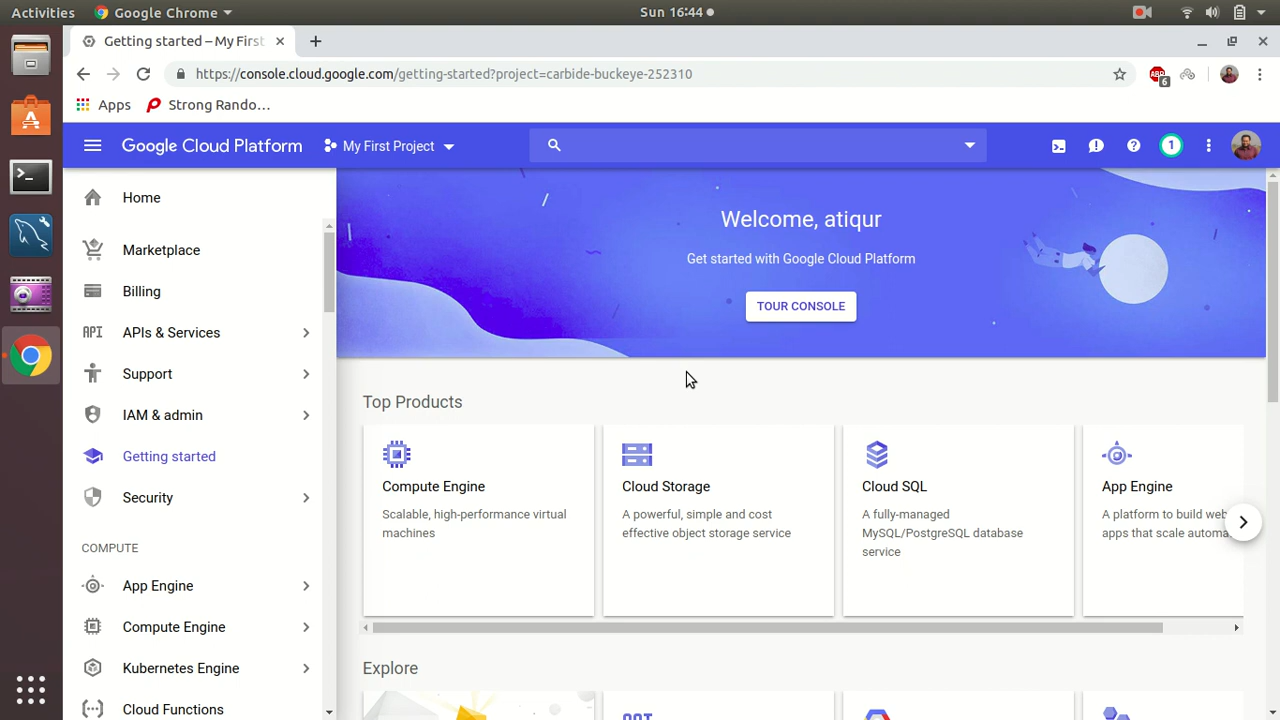 Activities
Google Chrome
Sun 16:44
Getting started – My First
https://console.cloud.google.com/getting-started?project=carbide-buckeye-252310
6
Apps
Strong Rando…
Google Cloud Platform
My First Project
1
Home
Marketplace
Billing
API
APIs & Services
Support
IAM & admin
Getting started
Security
COMPUTE
App Engine
Compute Engine
Kubernetes Engine
Cloud Functions
Welcome, atiqur
Get started with Google Cloud Platform
TOUR CONSOLE
Top Products
Compute Engine
Scalable, high-performance virtual
machines
Cloud Storage
A powerful, simple and cost
effective object storage service
Cloud SQL
A fully-managed
MySQL/PostgreSQL database
service
App Engine
A platform to build web
apps that scale automa
Explore